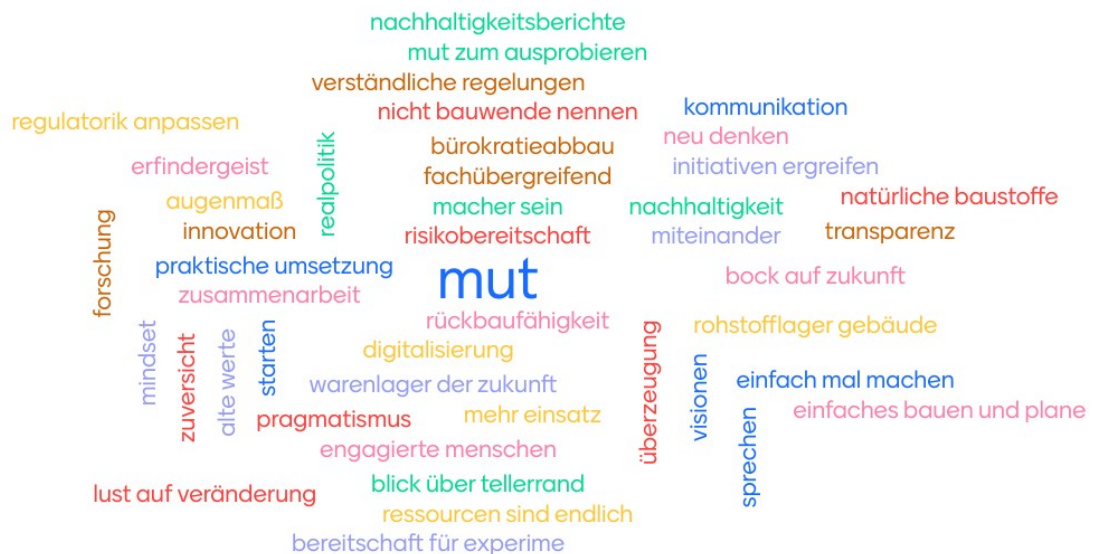 nachhaltigkeitsberichte
mut zum ausprobieren
verständliche regelungen
nicht bauwende nennen
kommunikation
regulatorik anpassen
neu denken
bürokratieabbau
erfindergeist
realpolitik
initiativen ergreifen
fachübergreifend
augenmaß
macher sein
nachhaltigkeit
natürliche baustoffe
forschung
innovation
risikobereitschaft
miteinander
transparenz
praktische umsetzung
mut
bock auf zukunft
zusammenarbeit
rückbaufähigkeit
rohstofflager gebäude
mindset
zuversicht
alte werte
starten
digitalisierung
überzeugung
visionen
einfach mal machen
warenlager der zukunft
pragmatismus
mehr einsatz
einfaches bauen und plane
sprechen
engagierte menschen
lust auf veränderung
blick über tellerrand
ressourcen sind endlich
bereitschaft für experime